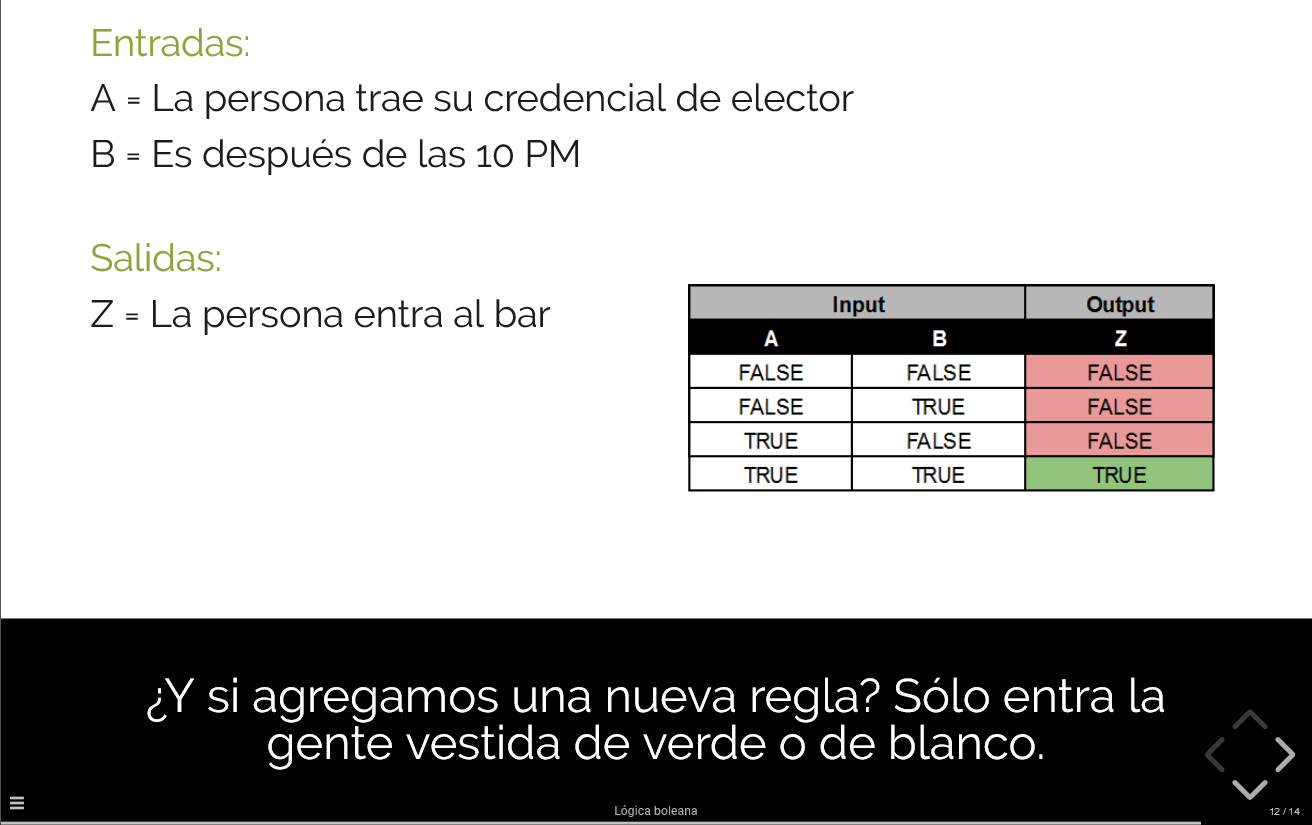 Entradas:
A = La persona trae su credencial de elector
B = Es después de las 10 PM
Salidas:
Z = La persona entra al bar
Input Output
A B Z
FALSE FALSE FALSE
FALSE TRUE FALSE
TRUE FALSE FALSE
TRUE TRUE TRUE
¿Y si agregamos una nueva regla? Sólo entra la
gente vestida de verde o de blanco.
Lógica boleana
12 / 14